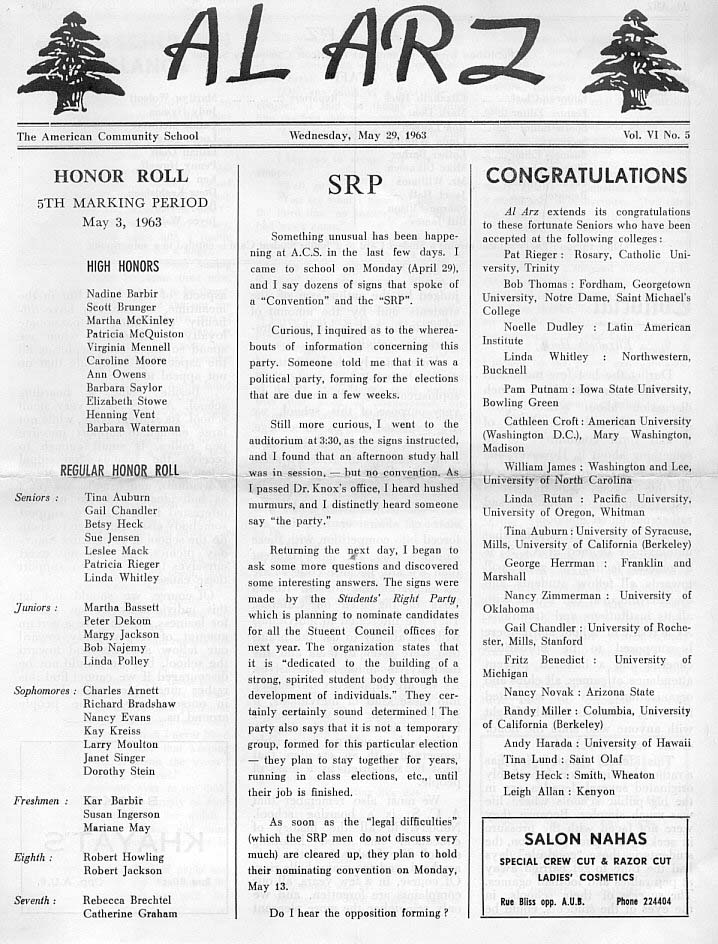 AL ARZ
The American Community School Wednesday, May 29, 1963 Vol. VI No. 5
HONOR ROLL
5TH MARKING PERIOD
May 3, 1963
HIGH HONORS
Nadine Barbir
Scott Brunger
Martha McKinley
Patricia McQuiston
Virginia Mennell
Caroline Moore
Ann Owens
Barbara Saylor
Elizabeth Stowe
Henning Vent
Barbara Waterman
REGULAR HONOR ROLL
Seniors : Tina Auburn
Gail Chandler
Betsy Heck
Sue Jensen
Leslee Mack
Patricia Rieger
Linda Whitley
Juniors : Martha Bassett
Peter Dekom
Margy Jackson
Bob Najemy
Linda Polley
Sophomores : Charles Arnett
Richard Bradshaw
Nancy Evans
Kay Kreiss
Larry Moulton
Janet Singer
Dorothy Stein
Freshmen : Kar Barbir
Susan Ingerson
Mariane May
Eighth : Robert Howling
Robert Jackson
Seventh : Rebecca Brechtel
Catherine Graham
SRP
Something unusual has been happe-
ning at A.C.S. in the last few days. I
came to school on Monday (April 29),
and I say dozens of signs that spoke of
a "Convention" and the "SRP".
Curious, I inquired as to the wherea-
bouts of information concerning this
party. Someone told me that it was a
political party, forming for the elections
that are due in a few weeks.
Still more curious, I went to the
auditorium at 3:30, as the signs instructed,
and I found that an afternoon study hall
was in session, — but no convention. As
I passed Dr. Knox's office, I heard hushed
murmurs, and I distinctly heard someone
say "the party."
Returning the next day, I began to
ask some more questions and discovered
some interesting answers. The signs were
made by the Students' Right Party,
which is planning to nominate candidates
for all the Stueent Council offices for
next year. The organization states that
it is "dedicated to the building of a
strong, spirited student body through the
development of individuals." They cer-
tainly certainly sound determined ! The
party also says that it is not a temporary
group, formed for this particular election
— they plan to stay together for years,
running in class elections, etc., until
their job is finished.
As soon as the "legal difficulties"
(which the SRP men do not discuss very
much) are cleared up, they plan to hold
their nominating convention on Monday,
May 13.
Do I hear the opposition forming ?
CONGRATULATIONS
Al Arz extends its congratulations
to these fortunate Seniors who have been
accepted at the following colleges :
Pat Rieger : Rosary, Catholic Uni-
versity, Trinity
Bob Thomas : Fordham, Georgetown
University, Notre Dame, Saint Michael's
College
Noelle Dudley : Latin American
Institute
Linda Whitley : Northwestern,
Bucknell
Pam Putnam : Iowa State University,
Bowling Green
Cathleen Croft : American University
(Washington D.C.), Mary Washington,
Madison
William James : Washington and Lee,
University of North Carolina
Linda Rutan : Pacific University,
University of Oregon, Whitman
Tina Auburn : University of Syracuse,
Mills, University of California (Berkeley)
George Herrman : Franklin and
Marshall
Nancy Zimmerman : University of
Oklahoma
Gail Chandler : University of Roche-
ster, Mills, Stanford
Fritz Benedict : University of
Michigan
Nancy Novak : Arizona State
Randy Miller : Columbia, University
of California (Berkeley)
Andy Harada : University of Hawaii
Tina Lund : Saint Olaf
Betsy Heck : Smith, Wheaton
Leigh Allan : Kenyon
SALON NAHAS
SPECIAL CREW CUT & RAZOR CUT
LADIES' COSMETICS
Rue Bliss opp. A.U.B. Phone 224404